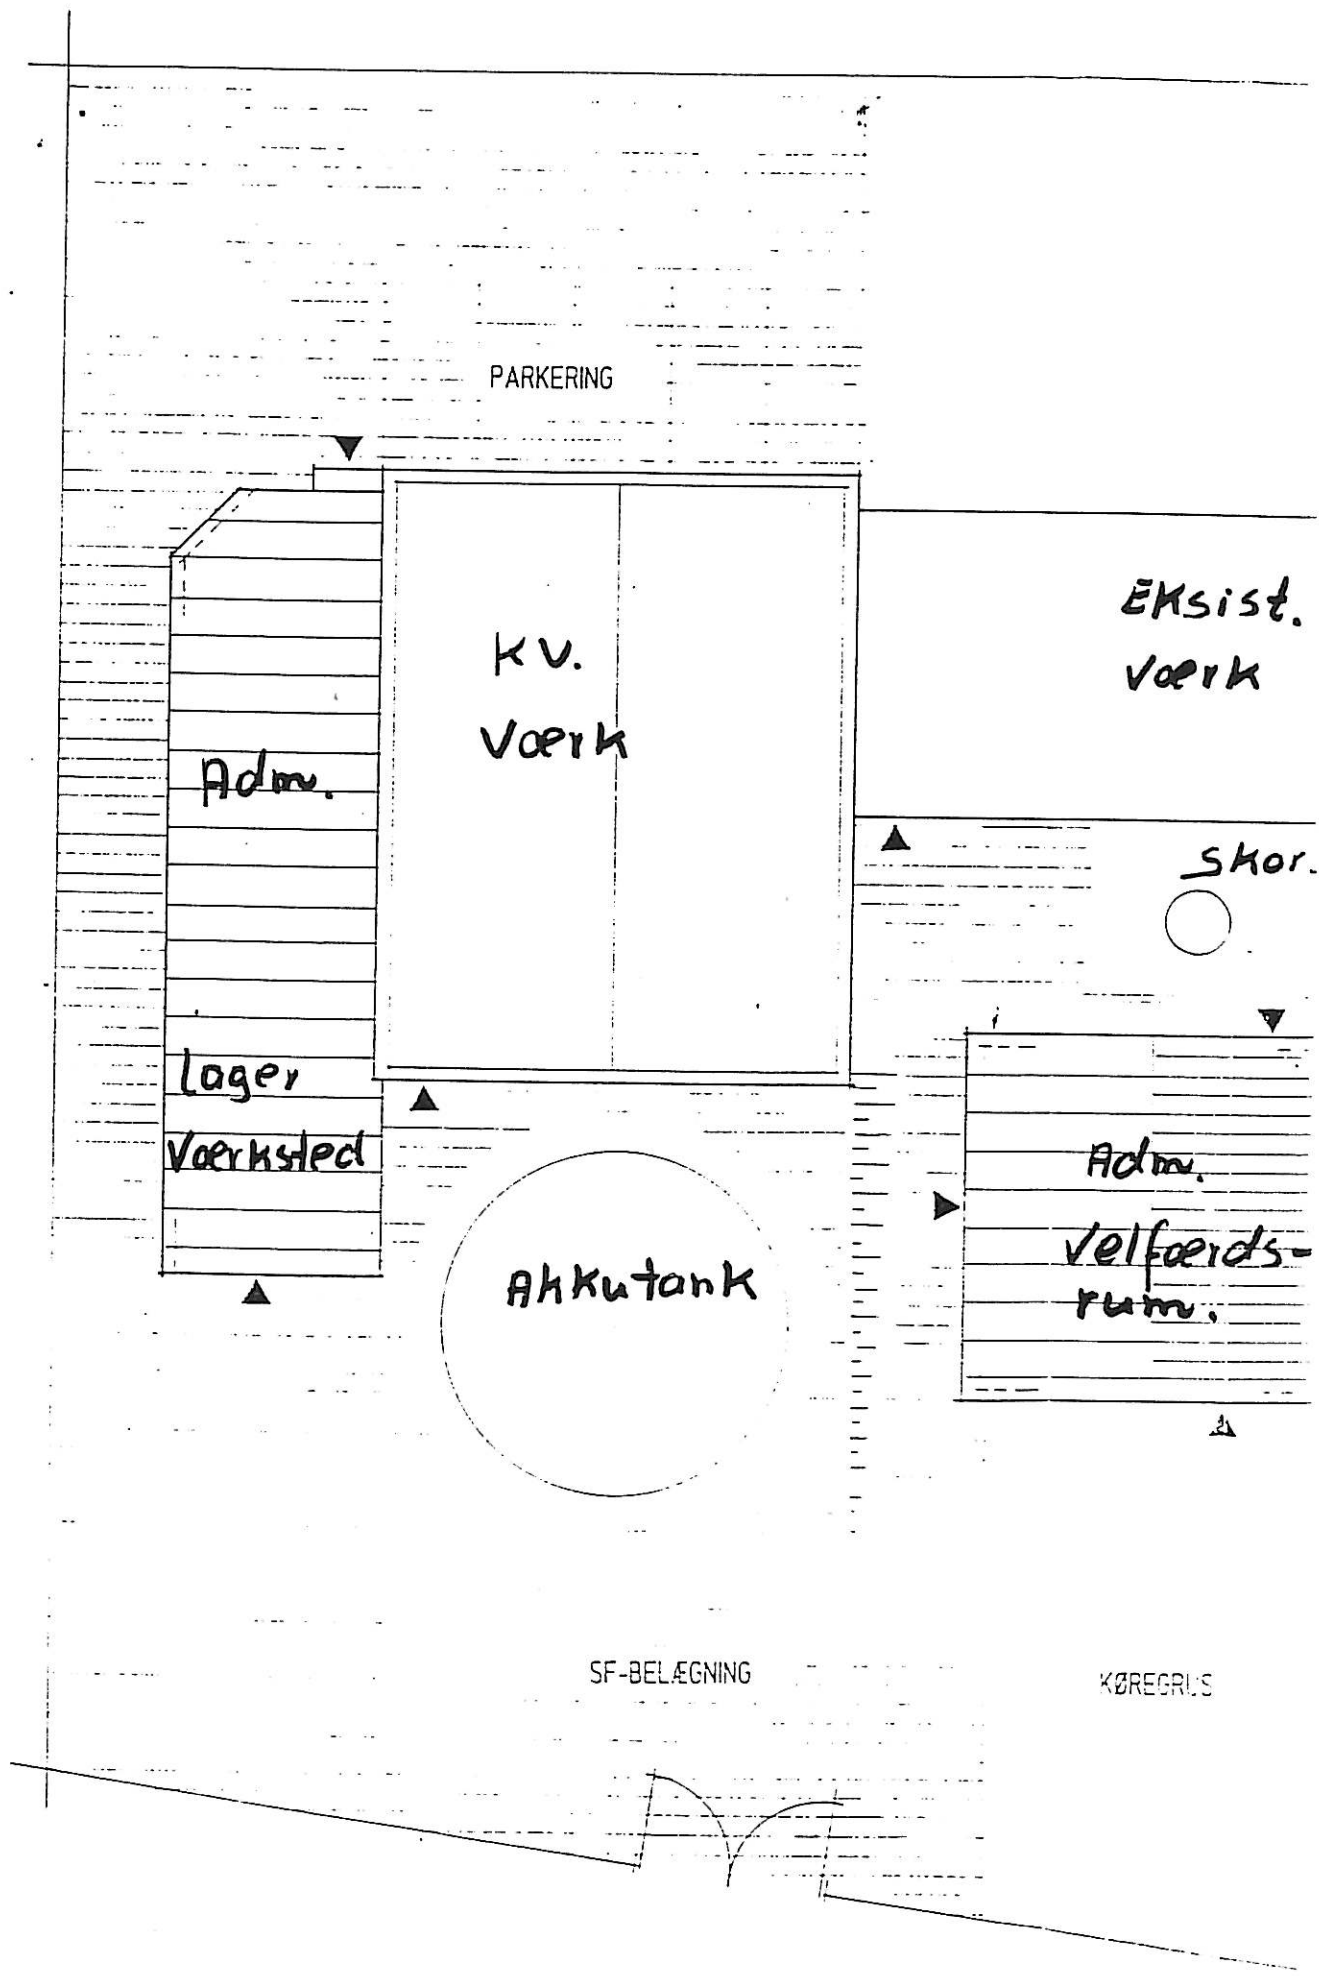 PARKERING
Eksist.
Værk
KV.
Værk
Adm.
Skor.
Lager
Værksted
Adm.
Velfærds-
rum.
Akkutank
SF-BELÆGNING
KØREGRUS